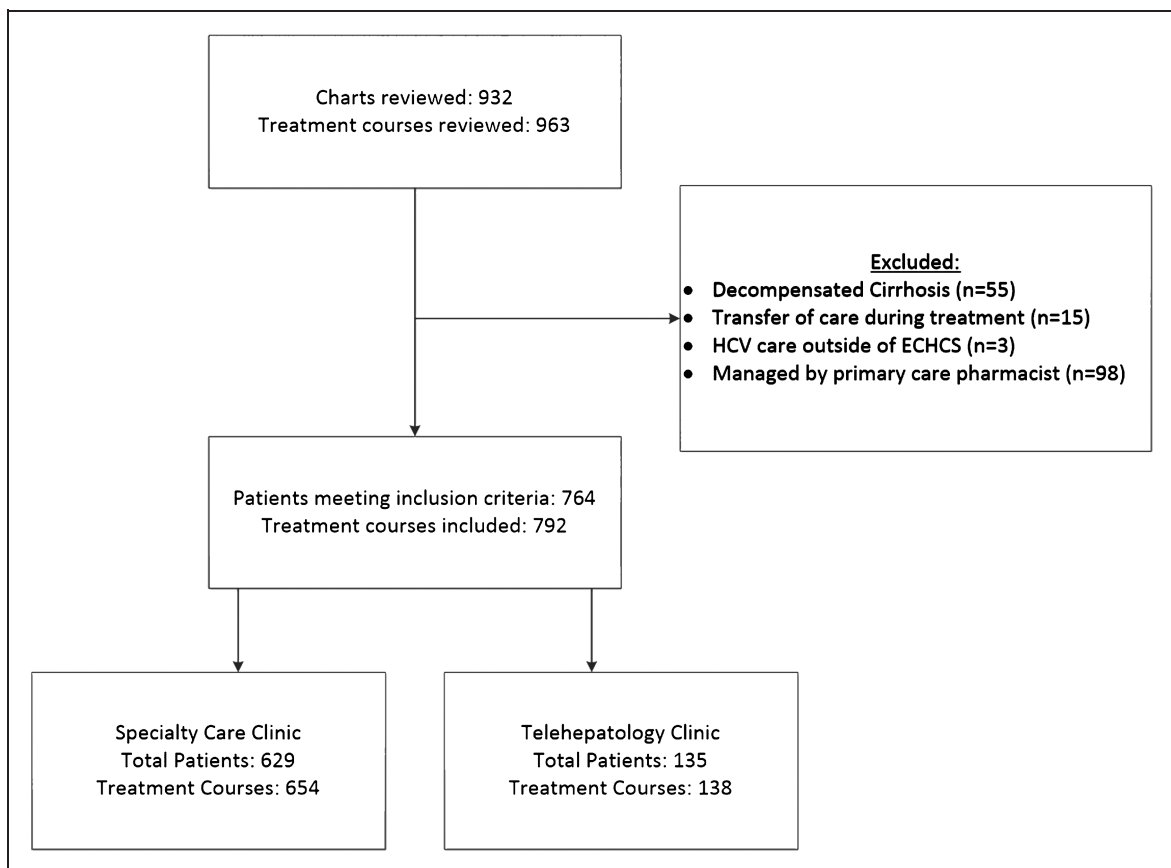 Charts reviewed: 932
Treatment courses reviewed: 963
Excluded:
• Decompensated Cirrhosis (n=55)
• Transfer of care during treatment (n=15)
• HCV care outside of ECHCS (n=3)
• Managed by primary care pharmacist (n=98)
Patients meeting inclusion criteria: 764
Treatment courses included: 792
Specialty Care Clinic
Total Patients: 629
Treatment Courses: 654
Telehepatology Clinic
Total Patients: 135
Treatment Courses: 138